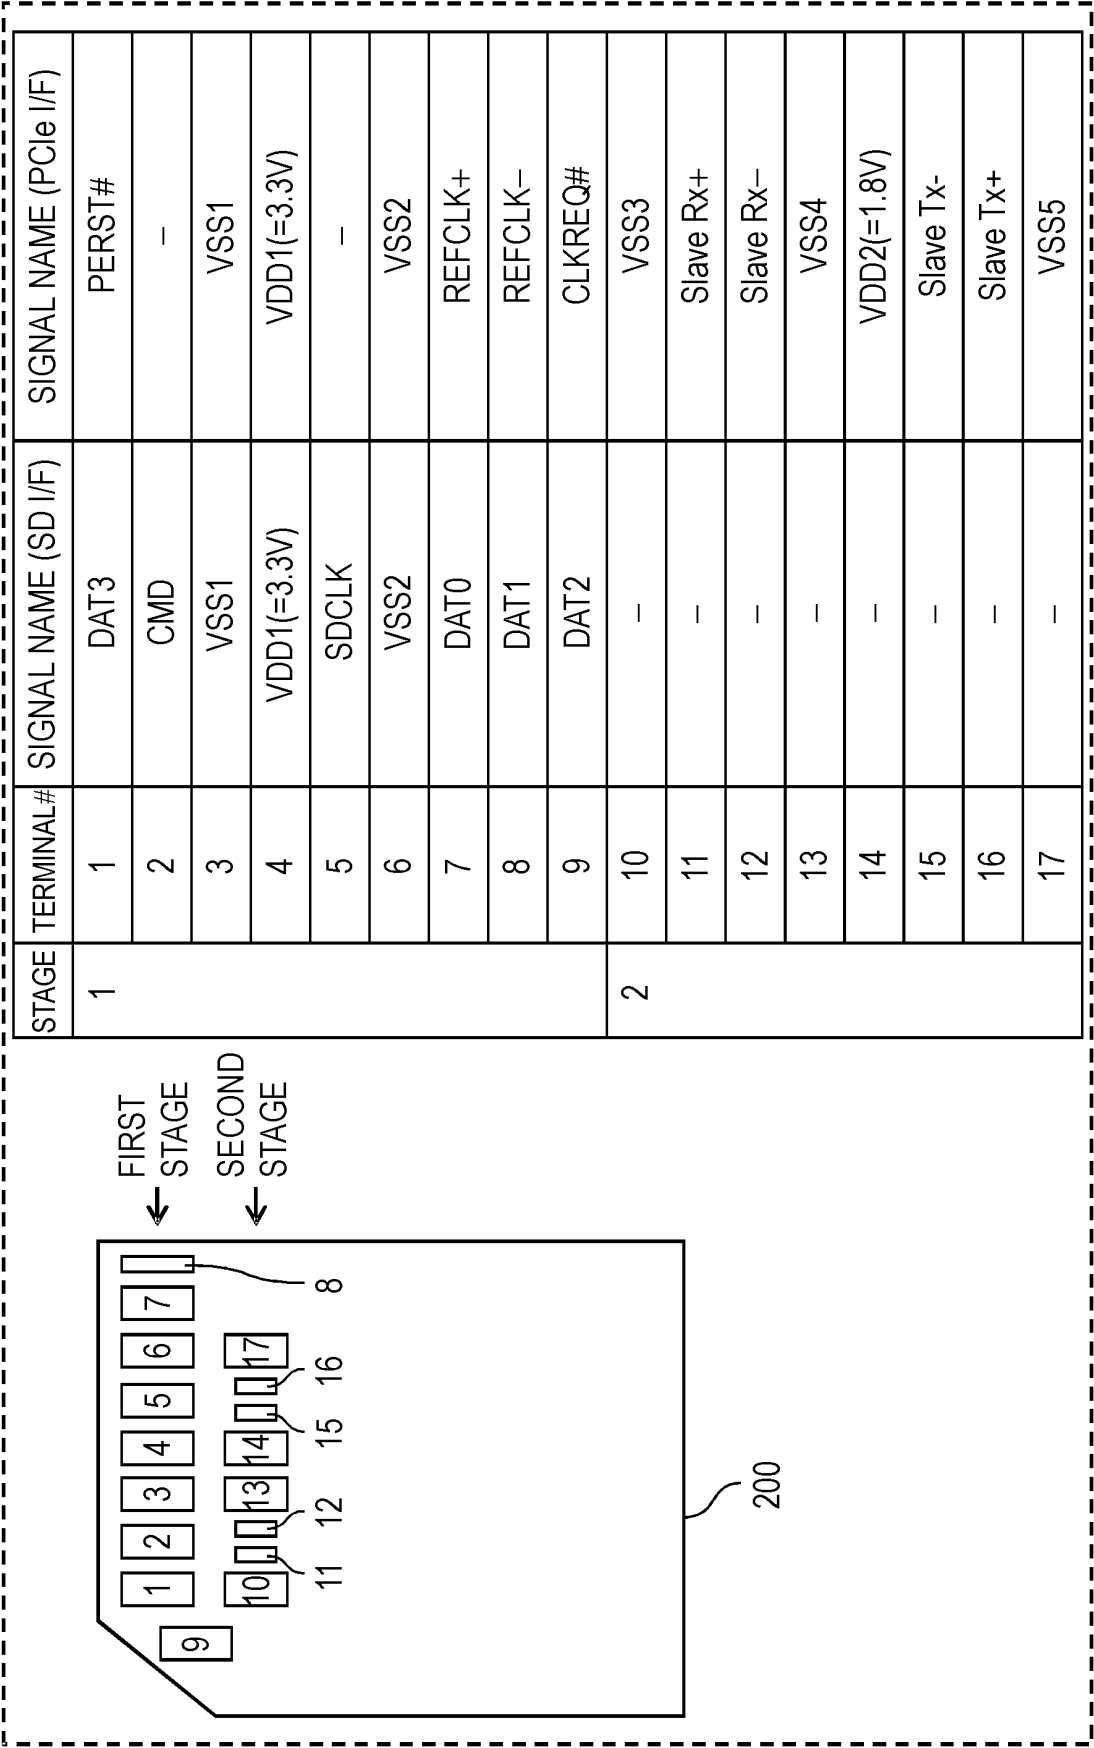 9
1 2 3 4 5 6 7
8
10 13 14 17
11 12 15 16
200
FIRST
STAGE
SECOND
STAGE
STAGE TERMINAL# SIGNAL NAME (SD I/F) SIGNAL NAME (PCIe I/F)
1 1 DAT3 PERST#
2 CMD –
3 VSS1 VSS1
4 VDD1(=3.3V) VDD1(=3.3V)
5 SDCLK –
6 VSS2 VSS2
7 DAT0 REFCLK+
8 DAT1 REFCLK–
9 DAT2 CLKREQ#
2 10 – VSS3
11 – Slave Rx+
12 – Slave Rx–
13 – VSS4
14 – VDD2(=1.8V)
15 – Slave Tx-
16 – Slave Tx+
17 – VSS5